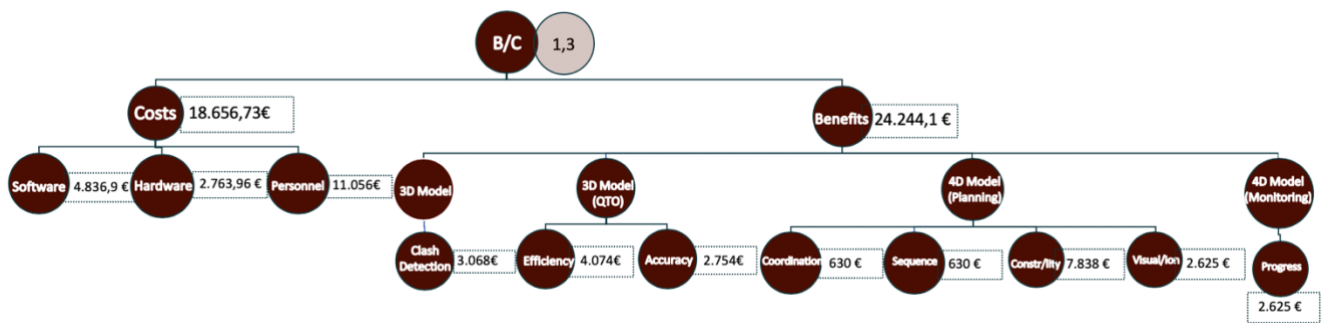 B/C
1,3
Costs
18.656,73€
Benefits
24.244,1 €
Software
4.836,9 €
Hardware
2.763,96 €
Personnel
11.056€
3D Model
3D Model
(QTO)
4D Model
(Planning)
4D Model
(Monitoring)
Clash
Detection
3.068€
Efficiency
4.074€
Accuracy
2.754€
Coordination
630 €
Sequence
630 €
Constr/lity
7.838 €
Visual/ion
2.625 €
Progress
2.625 €